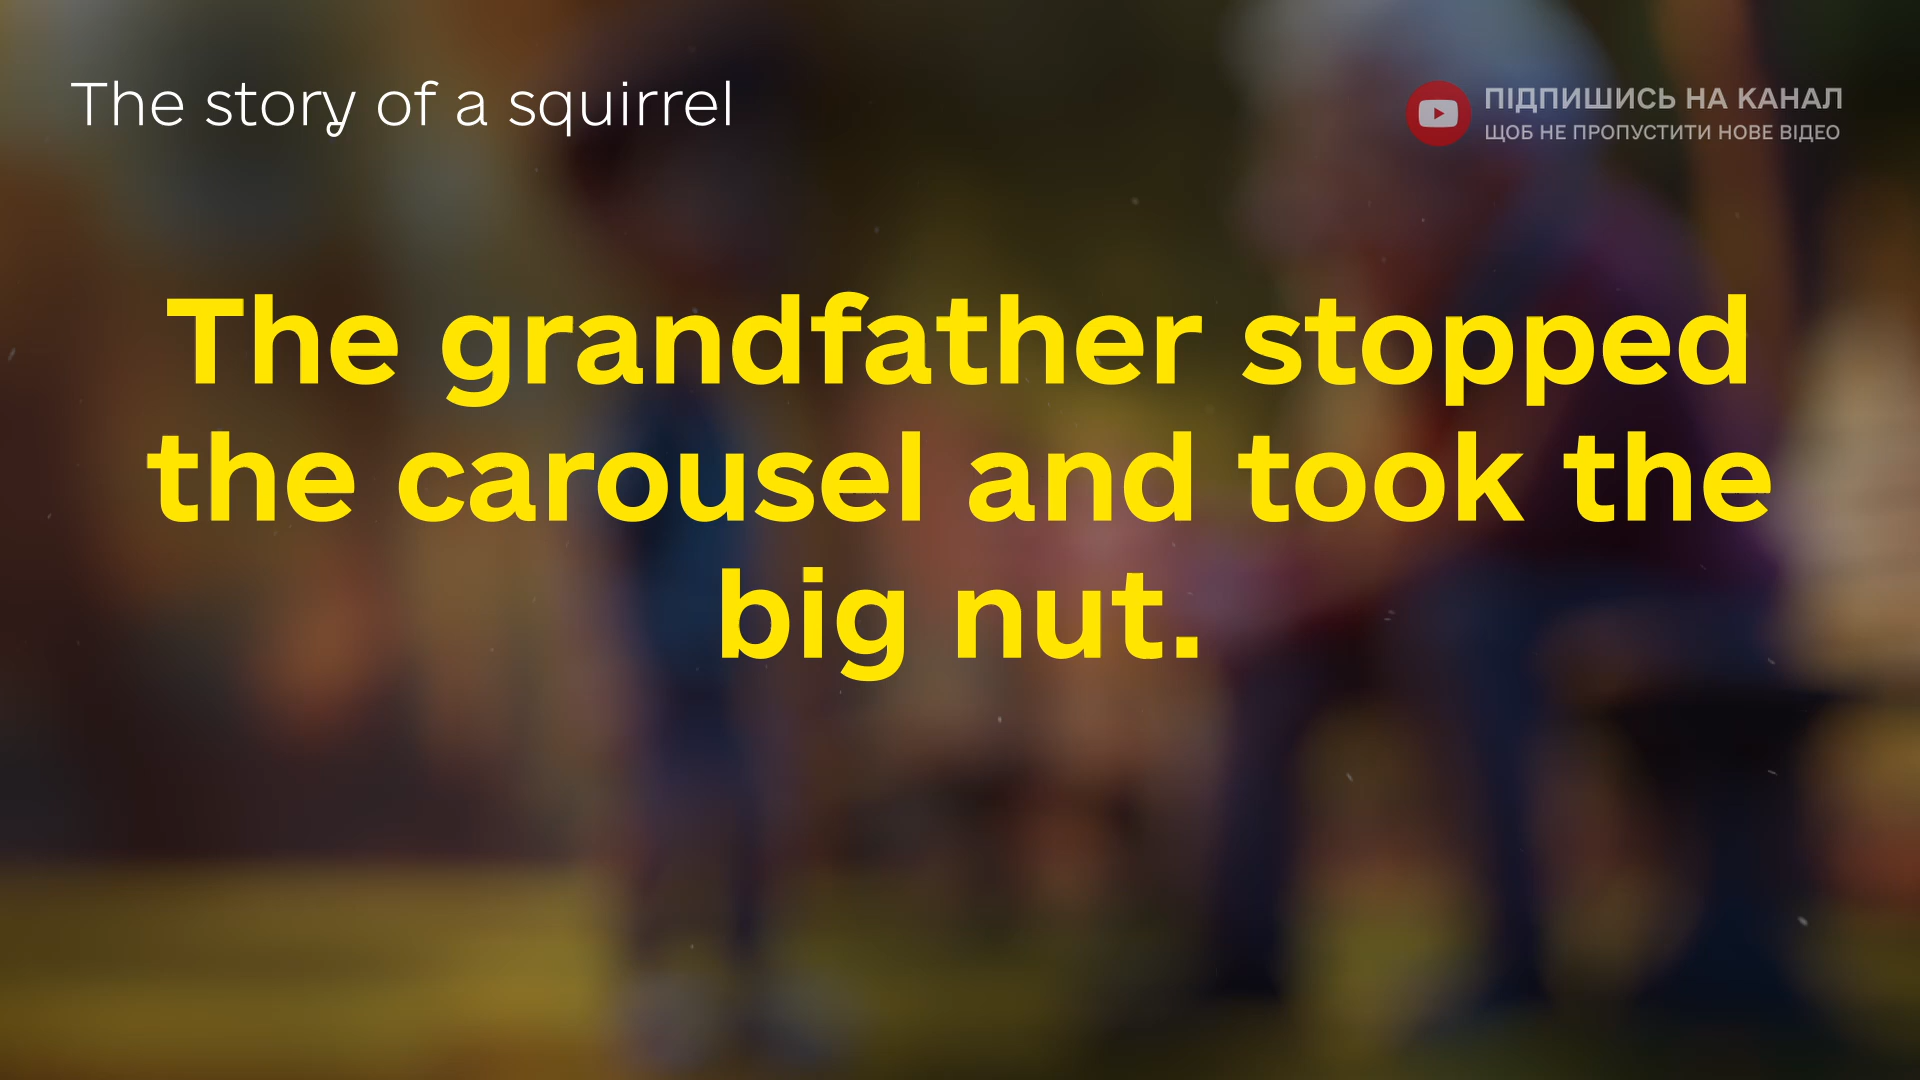 The story of a squirrel
ПІДПИШИСЬ НА КАНАЛ
ЩОБ НЕ ПРОПУСТИТИ НОВЕ ВІДЕО
The grandfather stopped
the carousel and took the
big nut.